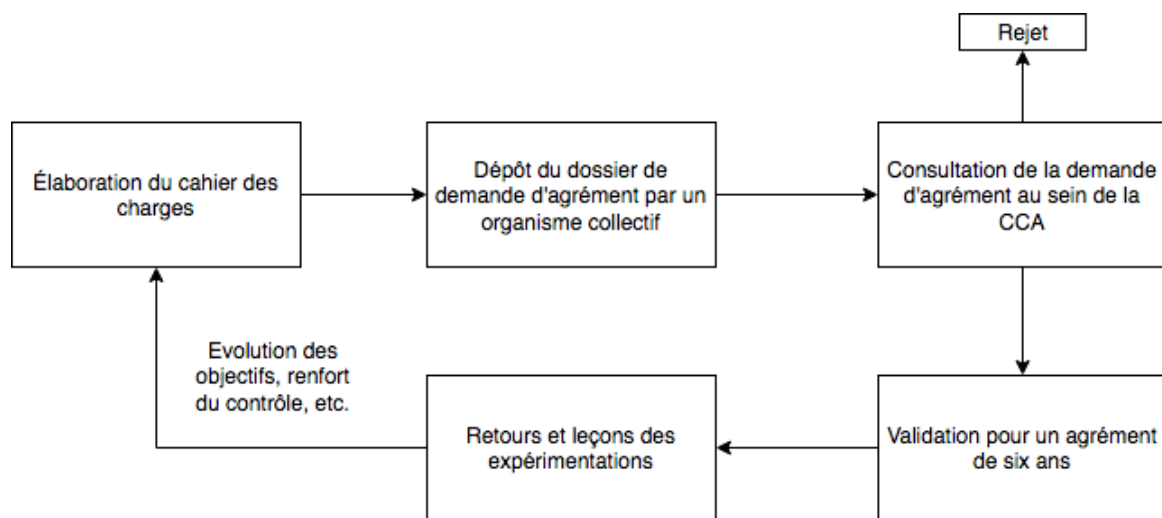 Rejet
Élaboration du cahier des
charges
Dépôt du dossier de
demande d'agrément par un
organisme collectif
Consultation de la demande
d'agrément au sein de la
CCA
Evolution des
objectifs, renfort
du contrôle, etc.
Retours et leçons des
expérimentations
Validation pour un agrément
de six ans